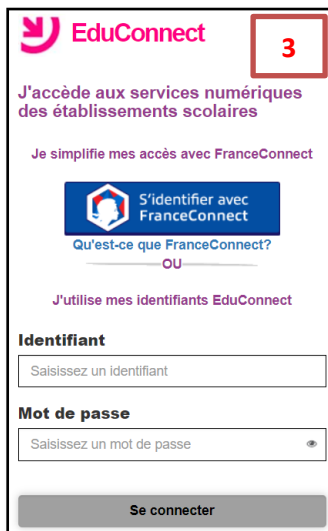 EduConnect
3
J'accède aux services numériques
des établissements scolaires
Je simplifie mes accès avec FranceConnect
S'identifier avec
FranceConnect
Qu'est-ce que FranceConnect?
OU
J'utilise mes identifiants EduConnect
Identifiant
Saisissez un identifiant
Mot de passe
Saisissez un mot de passe
Se connecter